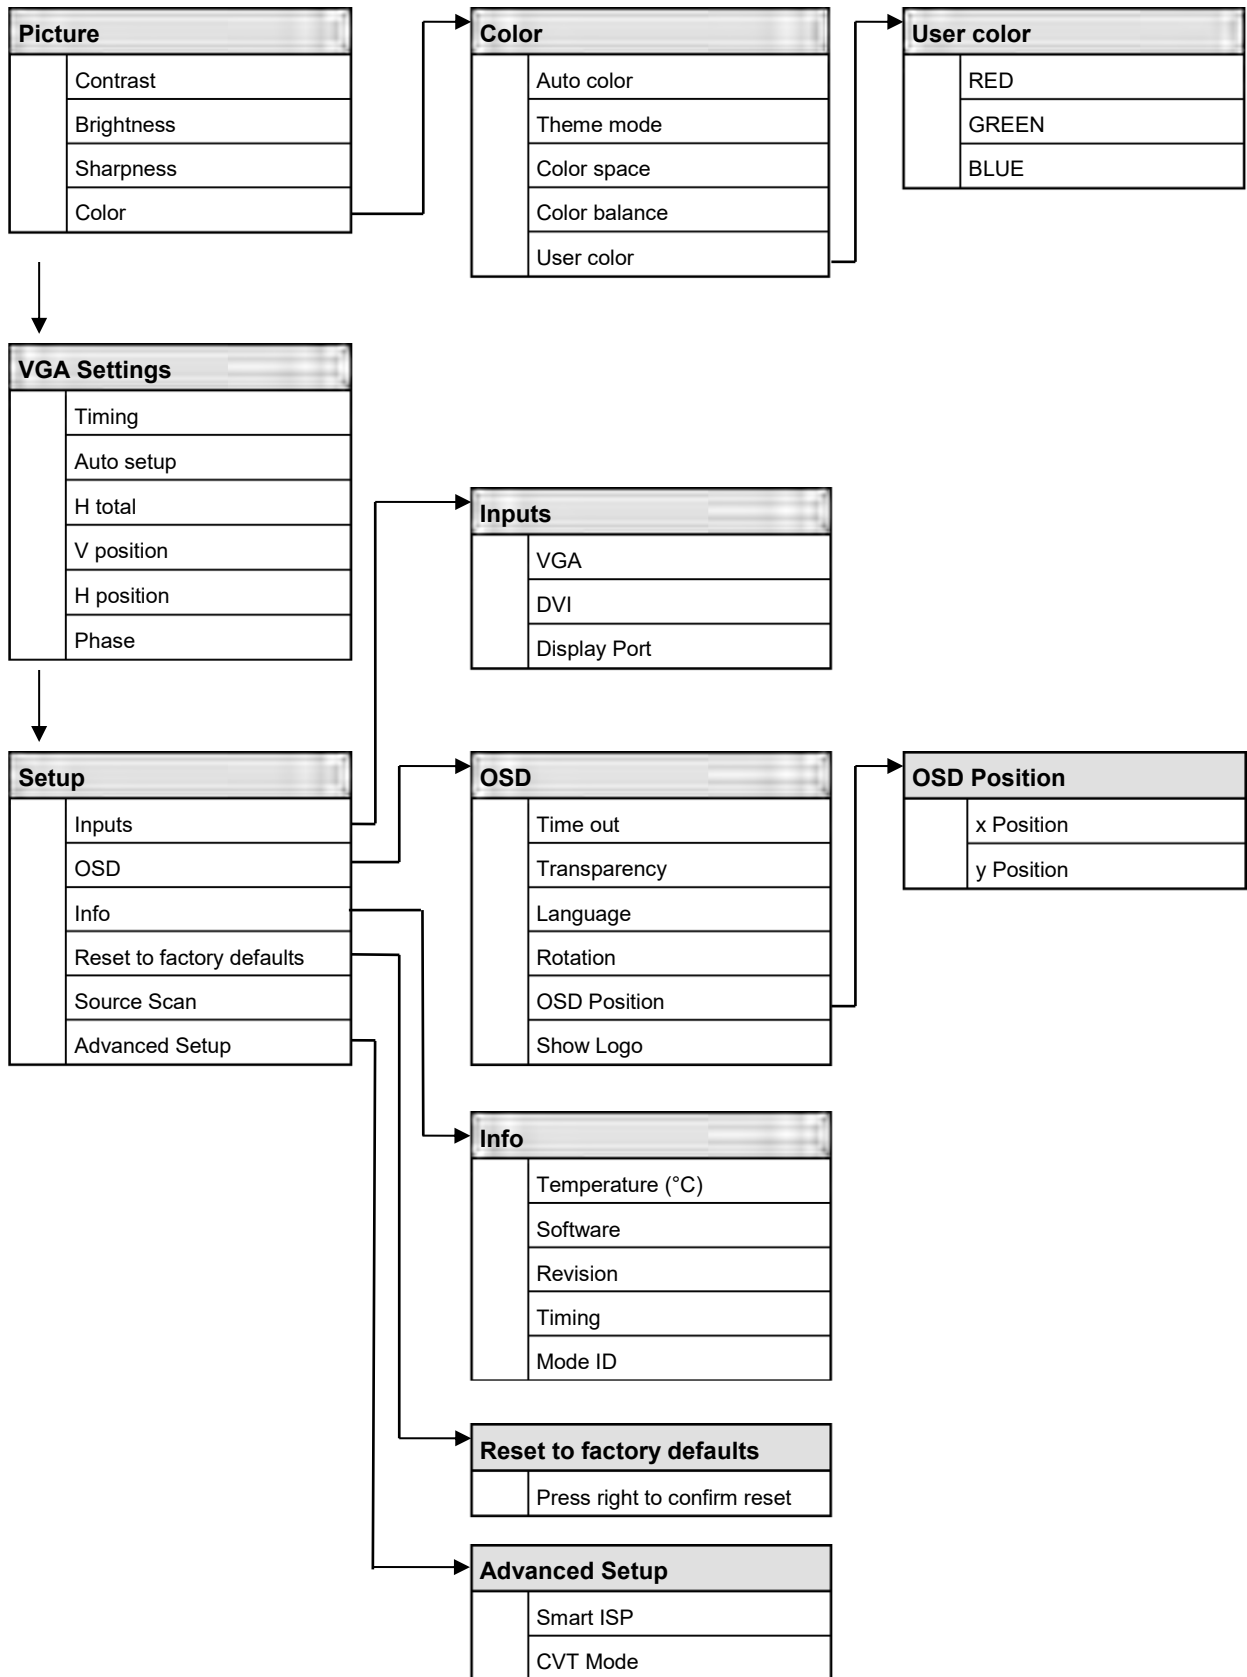 Picture
Contrast
Brightness
Sharpness
Color
Color
Auto color
Theme mode
Color space
Color balance
User color
User color
RED
GREEN
BLUE
VGA Settings
Timing
Auto setup
H total
V position
H position
Phase
Inputs
VGA
DVI
Display Port
Setup
Inputs
OSD
Info
Reset to factory defaults
Source Scan
Advanced Setup
OSD
Time out
Transparency
Language
Rotation
OSD Position
Show Logo
OSD Position
x Position
y Position
Info
Temperature (°C)
Software
Revision
Timing
Mode ID
Reset to factory defaults
Press right to confirm reset
Advanced Setup
Smart ISP
CVT Mode